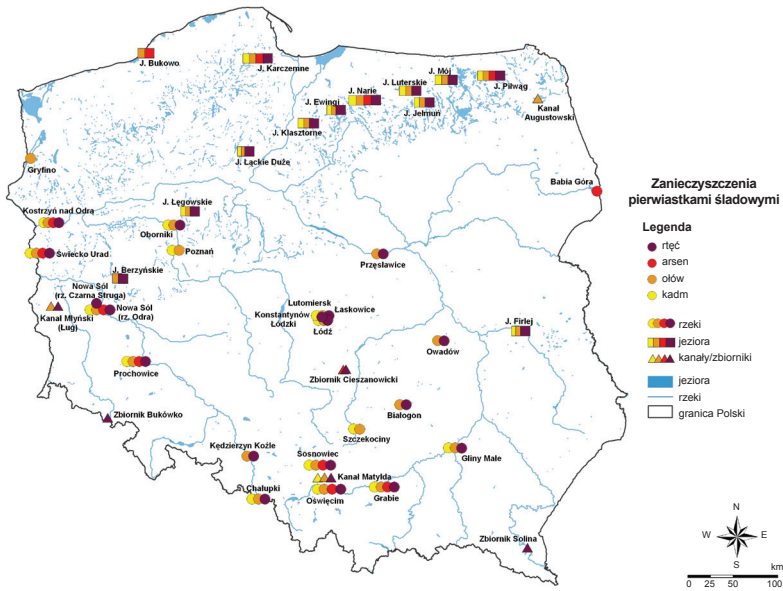 J. Bukowo
J. Karczemne
J. Mój
J. Piłwąg
J. Luterskie
J. Narie
J. Ewingi
J. Jełmuń
Kanał
Augustowski
J. Klasztorne
J. Łąckie Duże
Gryfino
Babia Góra
Kostrzyń nad Odrą
J. Łęgowskie
Oborniki
Świecko Urad
Poznań
Przęsławice
J. Berzyńskie
Nowa Sól
(rz. Czarna Struga)
Nowa Sól
(rz. Odra)
Kanał Młyński
(Ług)
Lutomiersk
Laskowice
Konstantynów
Łódzki
Łódź
J. Firlej
Owadów
Prochowice
Zbiornik Cieszanowicki
Zbiornik Bukówko
Białogon
Szczekociny
Kędzierzyn Koźle
Sosnowiec
Gliny Małe
Kanał Matylda
Chałupki
Oświęcim
Grabie
Zbiornik Solina
Zanieczyszczenia
pierwiastkami śladowymi
Legenda
rtęć
arsen
ołów
kadm
rzeki
jeziora
kanały/zbiorniki
jeziora
rzeki
granica Polski
N
W
E
S
km
0 25 50 100